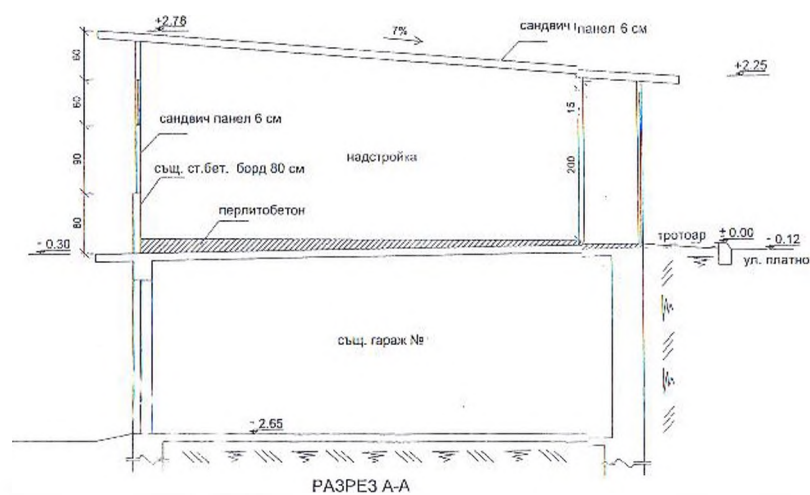 +2.76
7%
сандвич панел 6 см
+2.25
60
60
15
сандвич панел 6 см
надстройка
90
200
същ. ст.бет. борд 80 см
перлитобетон
80
тротоар
± 0.00
- 0.12
- 0.30
ул. платно
същ. гараж №
- 2.65
РАЗРЕЗ А-А